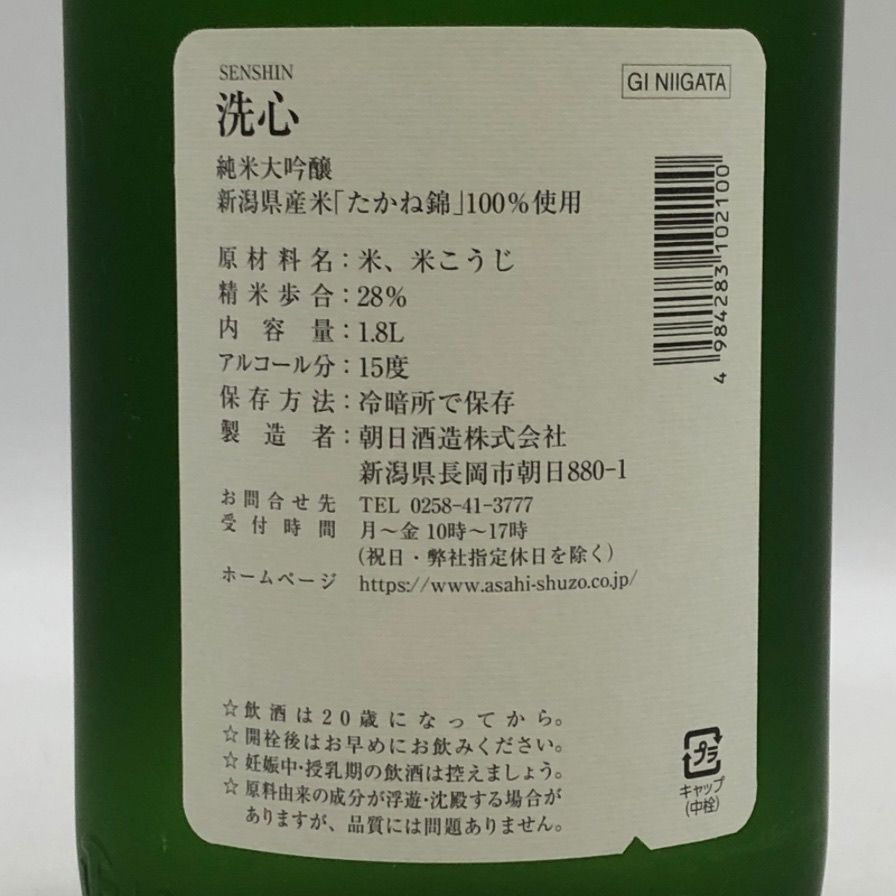 SENSHIN
洗心
GI NIIGATA
純米大吟醸
新潟県産米「たかね錦」100%使用
原材料名：米、米こうじ
精米歩合：28%
内容量：1.8L
アルコール分：15度
保存方法：冷暗所で保存
製造者：朝日酒造株式会社
新潟県長岡市朝日880-1
お問合せ先 TEL 0258-41-3777
受付時間 月～金 10時～17時
(祝日・弊社指定休日を除く)
ホームページ https://www.asahi-shuzo.co.jp/
4 984283 102100
☆飲酒は20歳になってから。
☆開栓後はお早めにお飲みください。
☆妊娠中・授乳期の飲酒は控えましょう。
☆原料由来の成分が浮遊・沈殿する場合が
ありますが、品質には問題ありません。
プラ
キャップ
(中栓)